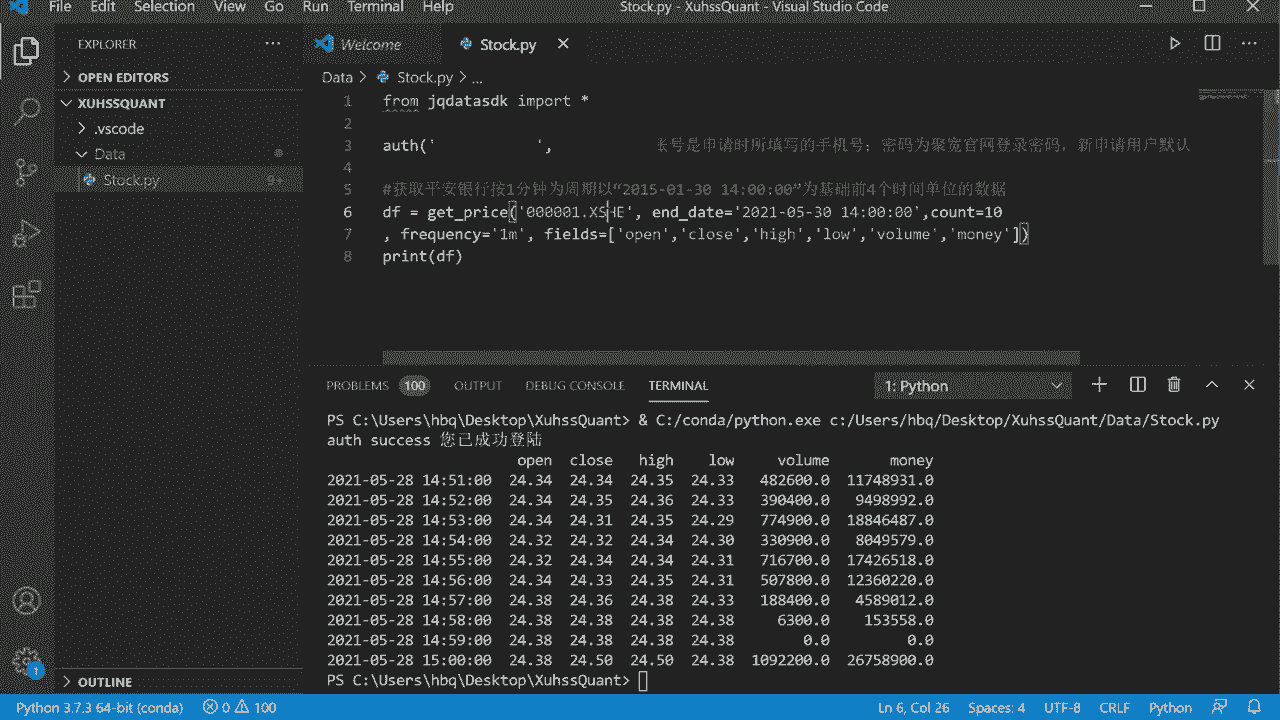 File Edit Selection View Go Run Terminal Help Stock.py - XuhssQuant - Visual Studio Code
EXPLORER
OPEN EDITORS
XUHSSQUANT
.vscode
Data
Stock.py 9+
OUTLINE
Welcome Stock.py
Data > Stock.py > ...
1 from jqdatasdk import *
2
3 auth('             ', 账号是申请时所填写的手机号；密码为聚宽官网登录密码，新申请用户默认
4
5 #获取平安银行按1分钟为周期以“2015-01-30 14:00:00”为基础前4个时间单位的数据
6 df = get_price('000001.XSHE', end_date='2021-05-30 14:00:00',count=10
7 , frequency='1m', fields=['open','close','high','low','volume','money'])
8 print(df)
PROBLEMS 100 OUTPUT DEBUG CONSOLE TERMINAL 1: Python
PS C:\Users\hbq\Desktop\XuhssQuant> & C:/conda/python.exe c:/Users/hbq/Desktop/XuhssQuant/Data/Stock.py
auth success 您已成功登陆
open close high low volume money
2021-05-28 14:51:00 24.34 24.34 24.35 24.33 482600.0 11748931.0
2021-05-28 14:52:00 24.34 24.35 24.36 24.33 390400.0 9498992.0
2021-05-28 14:53:00 24.34 24.31 24.35 24.29 774900.0 18846487.0
2021-05-28 14:54:00 24.32 24.32 24.34 24.30 330900.0 8049579.0
2021-05-28 14:55:00 24.32 24.34 24.34 24.31 716700.0 17426518.0
2021-05-28 14:56:00 24.34 24.33 24.35 24.31 507800.0 12360220.0
2021-05-28 14:57:00 24.38 24.36 24.38 24.33 188400.0 4589012.0
2021-05-28 14:58:00 24.38 24.38 24.38 24.38 6300.0 153558.0
2021-05-28 14:59:00 24.38 24.38 24.38 24.38 0.0 0.0
2021-05-28 15:00:00 24.38 24.50 24.50 24.38 1092200.0 26758900.0
PS C:\Users\hbq\Desktop\XuhssQuant>
1
Python 3.7.3 64-bit (conda) 0 100 Ln 6, Col 26 Spaces: 4 UTF-8 CRLF Python